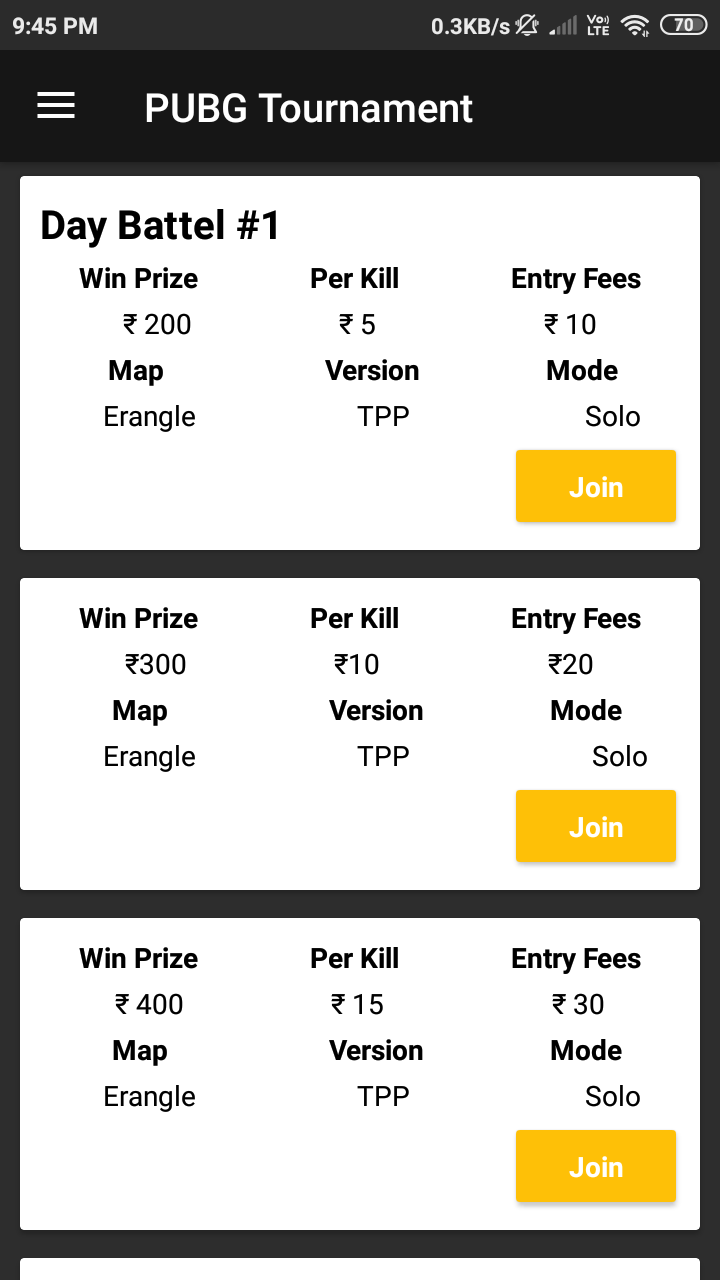 9:45 PM 0.3KB/s Vo) LTE 70
PUBG Tournament
Day Battel #1
Win Prize Per Kill Entry Fees
₹ 200 ₹ 5 ₹ 10
Map Version Mode
Erangle TPP Solo
Join
Win Prize Per Kill Entry Fees
₹300 ₹10 ₹20
Map Version Mode
Erangle TPP Solo
Join
Win Prize Per Kill Entry Fees
₹ 400 ₹ 15 ₹ 30
Map Version Mode
Erangle TPP Solo
Join